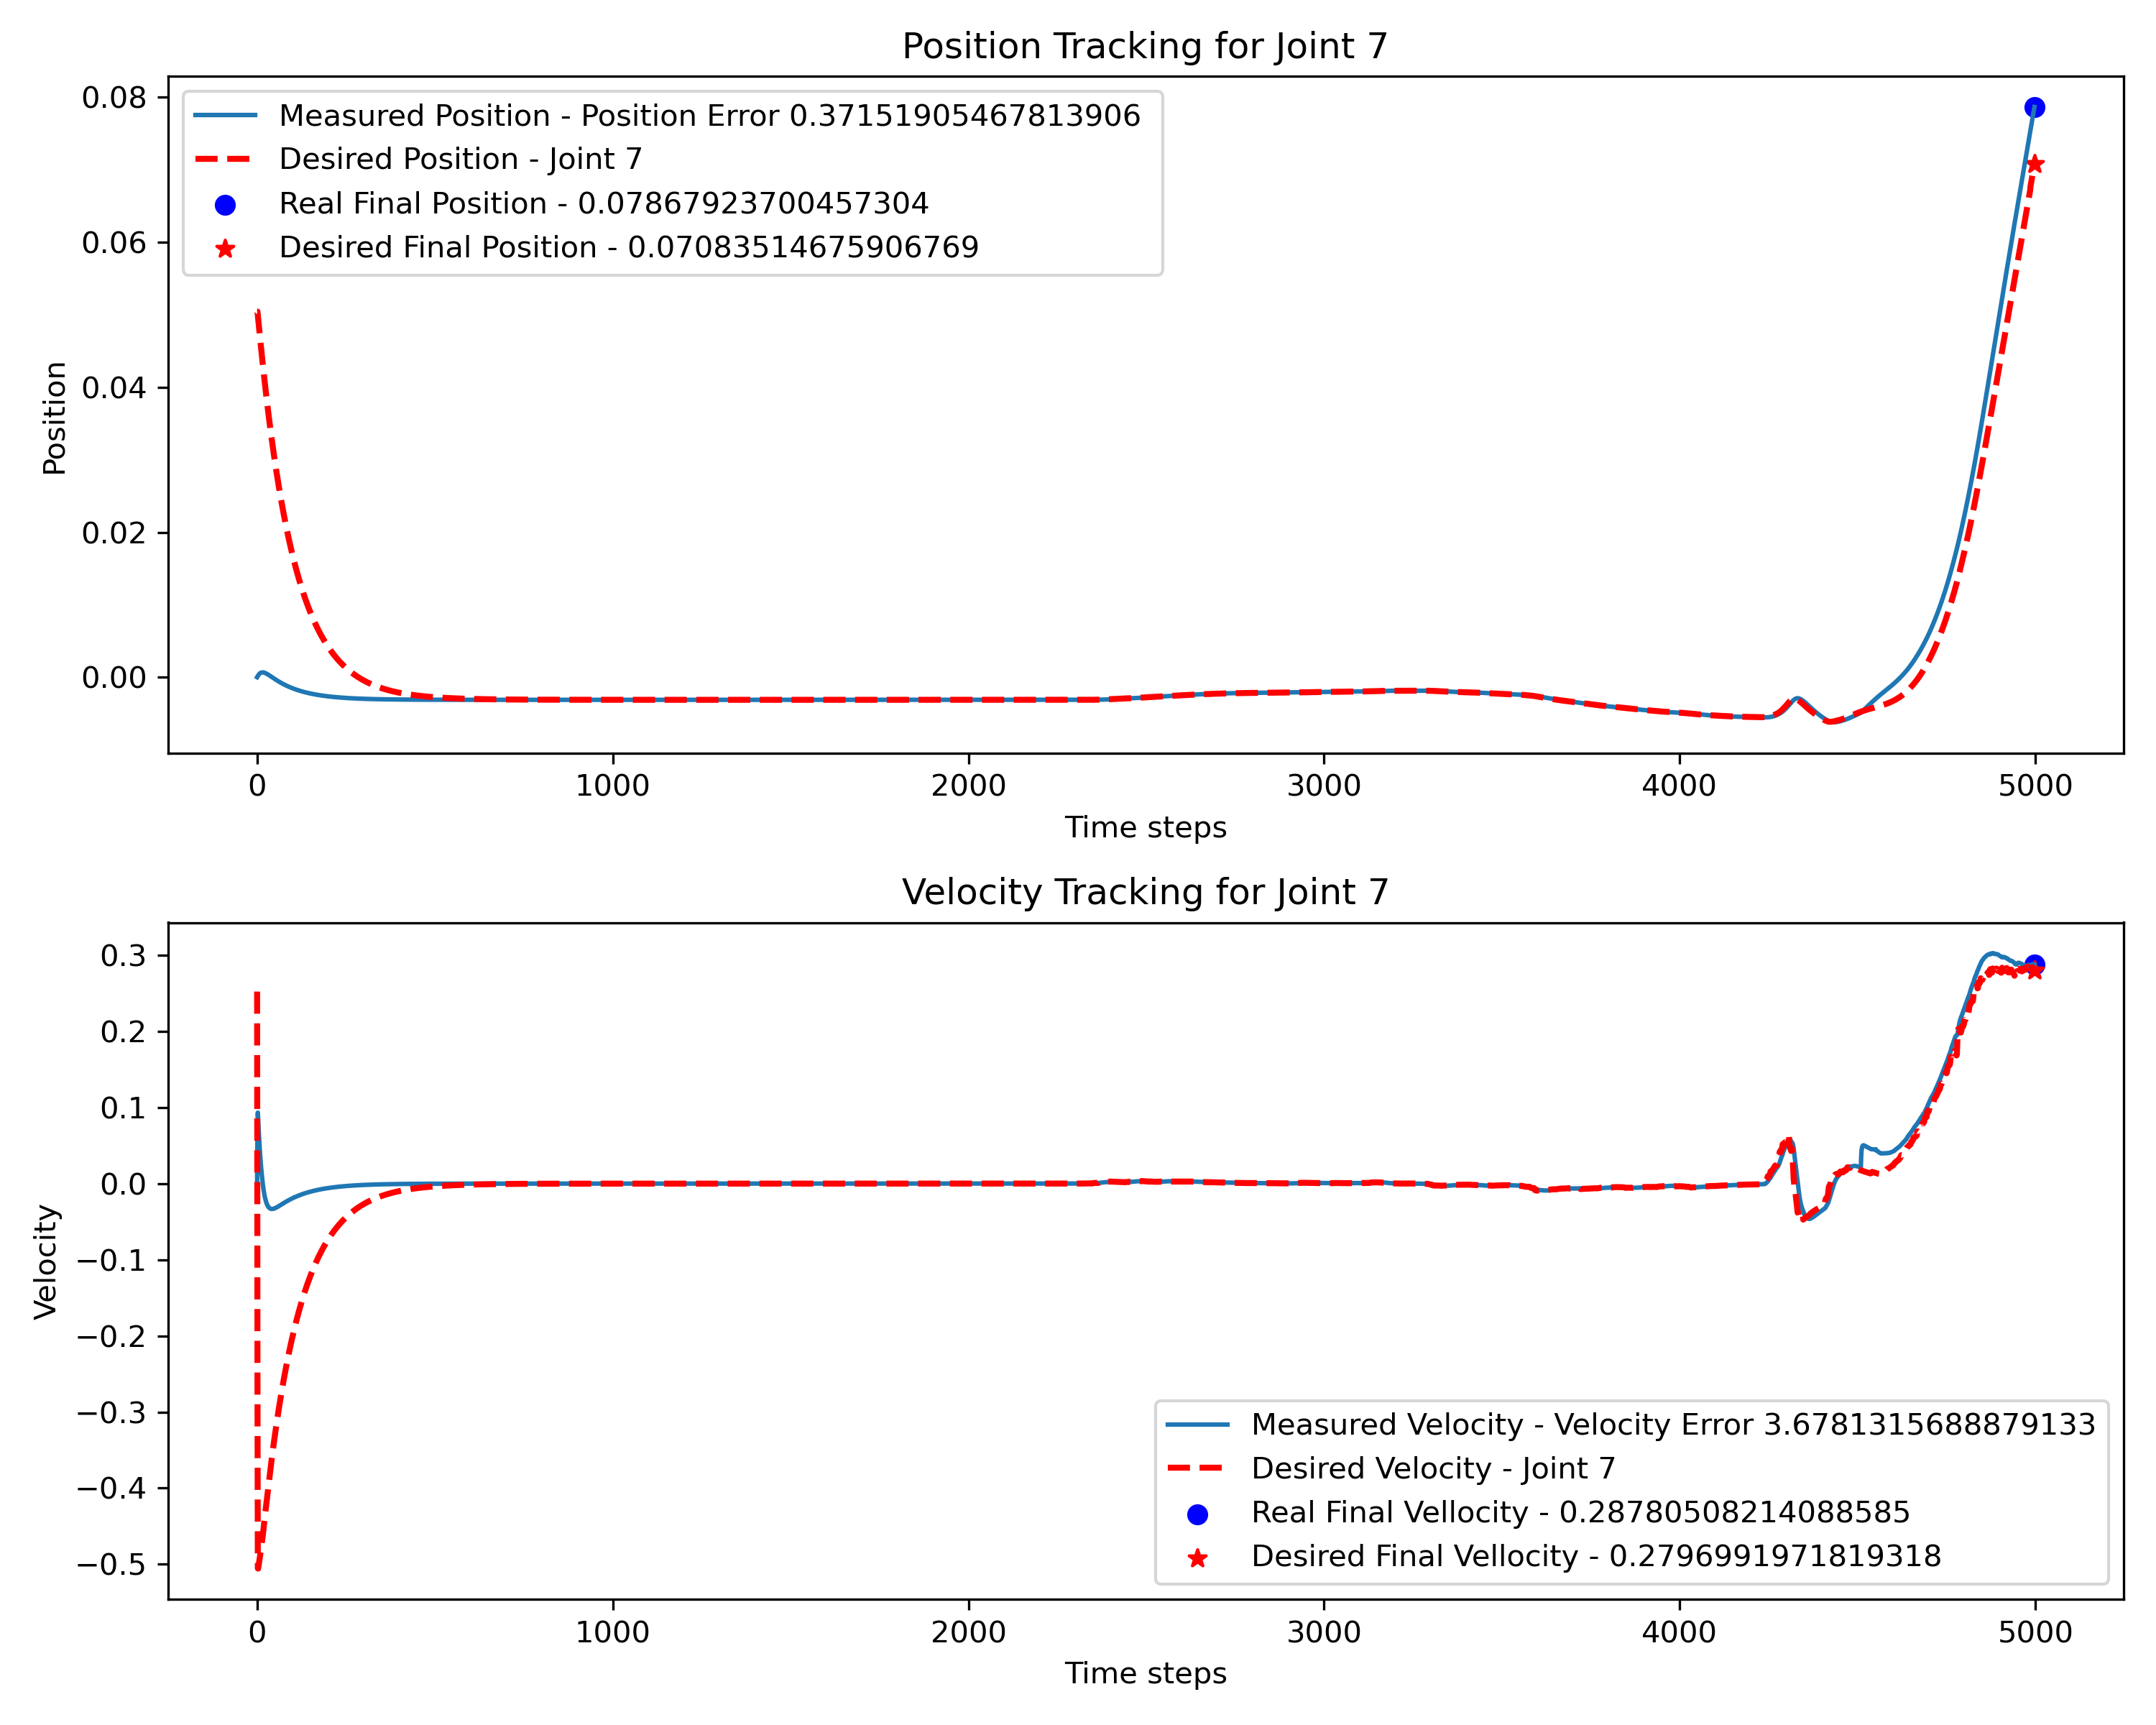 Position Tracking for Joint 7
0.08
0.06
0.04
0.02
0.00
Position
Measured Position - Position Error 0.37151905467813906
Desired Position - Joint 7
Real Final Position - 0.07867923700457304
Desired Final Position - 0.07083514675906769
0 1000 2000 3000 4000 5000
Time steps
Velocity Tracking for Joint 7
0.3
0.2
0.1
0.0
−0.1
−0.2
−0.3
−0.4
−0.5
Velocity
Measured Velocity - Velocity Error 3.6781315688879133
Desired Velocity - Joint 7
Real Final Vellocity - 0.28780508214088585
Desired Final Vellocity - 0.2796991971819318
0 1000 2000 3000 4000 5000
Time steps